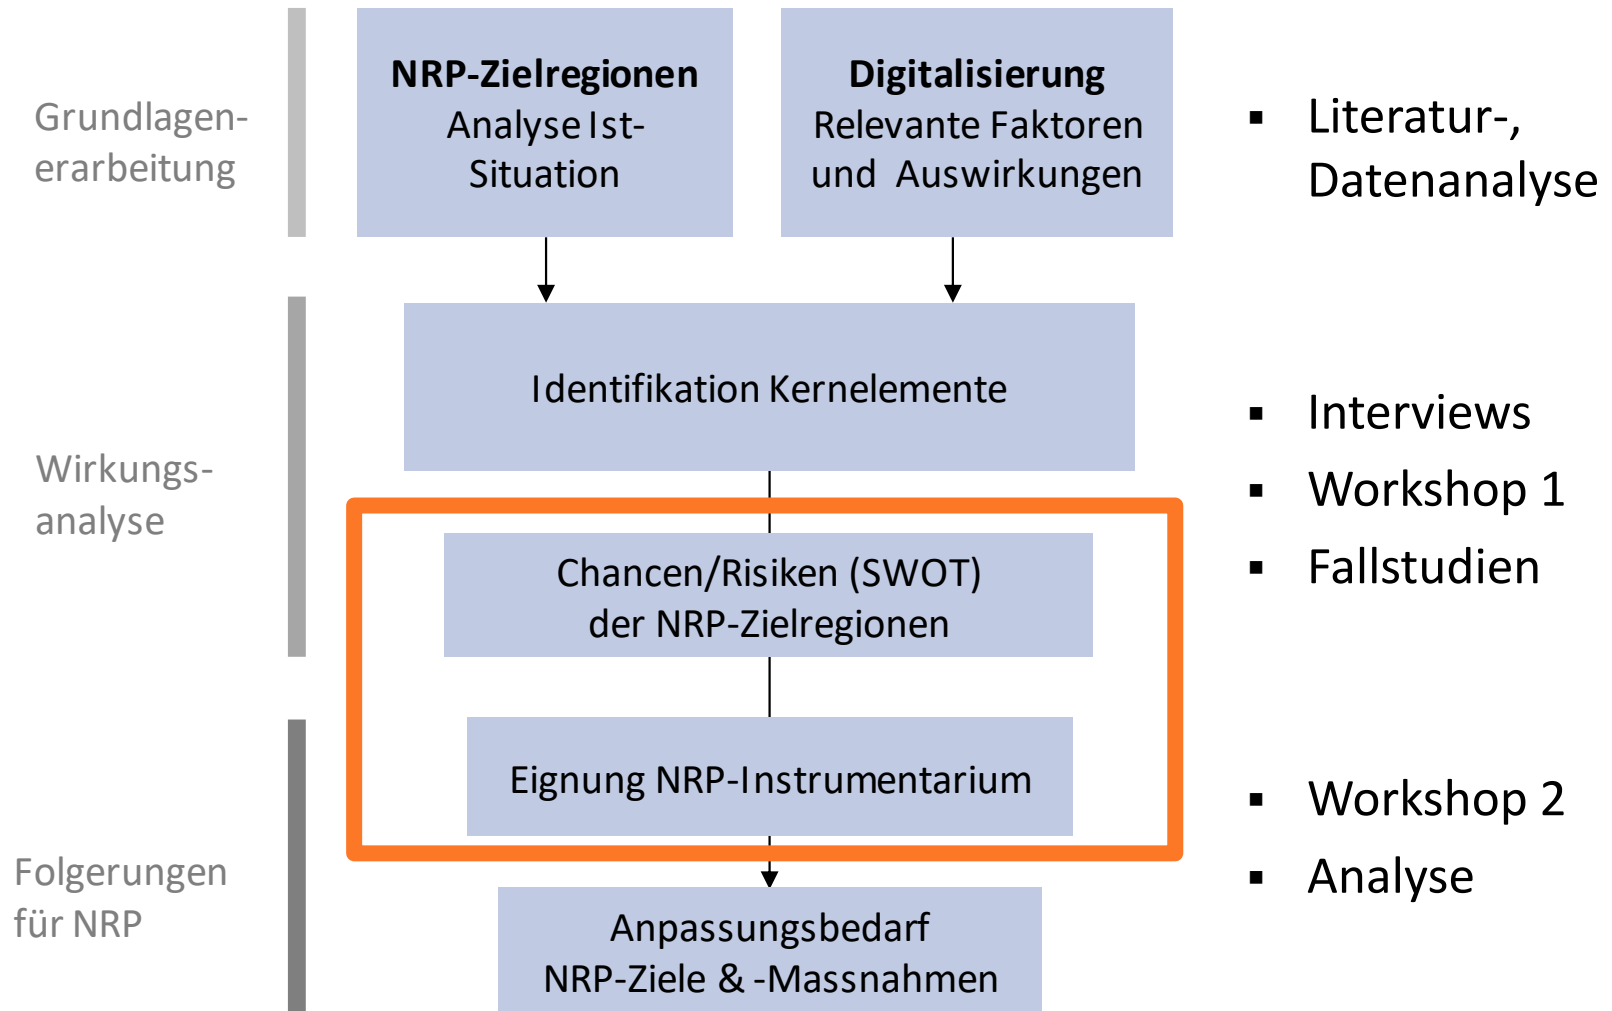 Grundlagen-
erarbeitung
NRP-Zielregionen
Analyse Ist-
Situation
Digitalisierung
Relevante Faktoren
und Auswirkungen
▪ Literatur-,
Datenanalyse
Wirkungs-
analyse
Identifikation Kernelemente
Chancen/Risiken (SWOT)
der NRP-Zielregionen
▪ Interviews
▪ Workshop 1
▪ Fallstudien
Folgerungen
für NRP
Eignung NRP-Instrumentarium
Anpassungsbedarf
NRP-Ziele & -Massnahmen
▪ Workshop 2
▪ Analyse